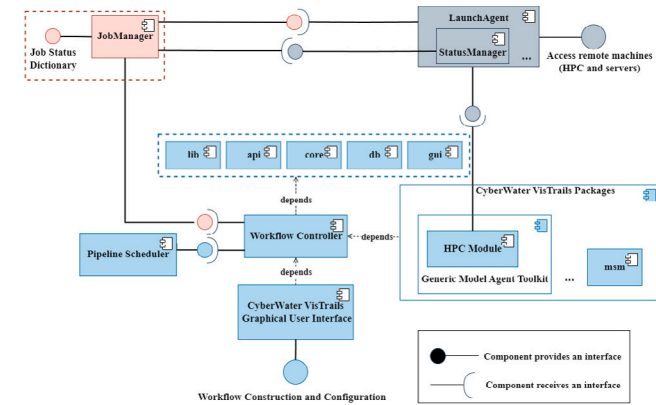 LaunchAgent
JobManager
Job Status
Dictionary
StatusManager
...
Access remote machines
(HPC and servers)
lib
api
core
db
gui
CyberWater VisTrails Packages
depends
Workflow Controller
Pipeline Scheduler
depends
HPC Module
Generic Model Agent Toolkit
...
msm
depends
CyberWater VisTrails
Graphical User Interface
Component provides an interface
Component receives an interface
Workflow Construction and Configuration